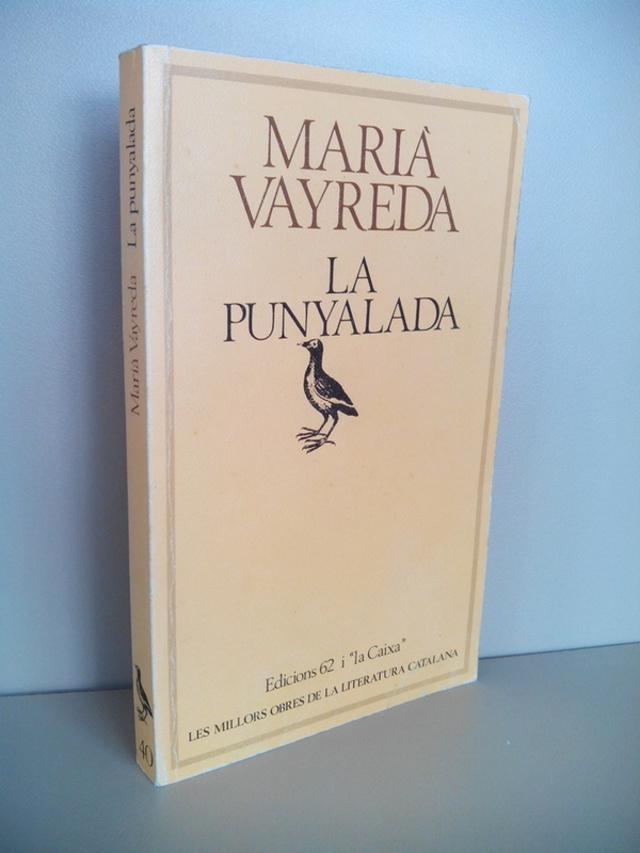 MARIÀ
VAYREDA
LA
PUNYALADA
Edicions 62 i "la Caixa"
LES MILLORS OBRES DE LA LITERATURA CATALANA
Marià Vayreda La punyalada
40